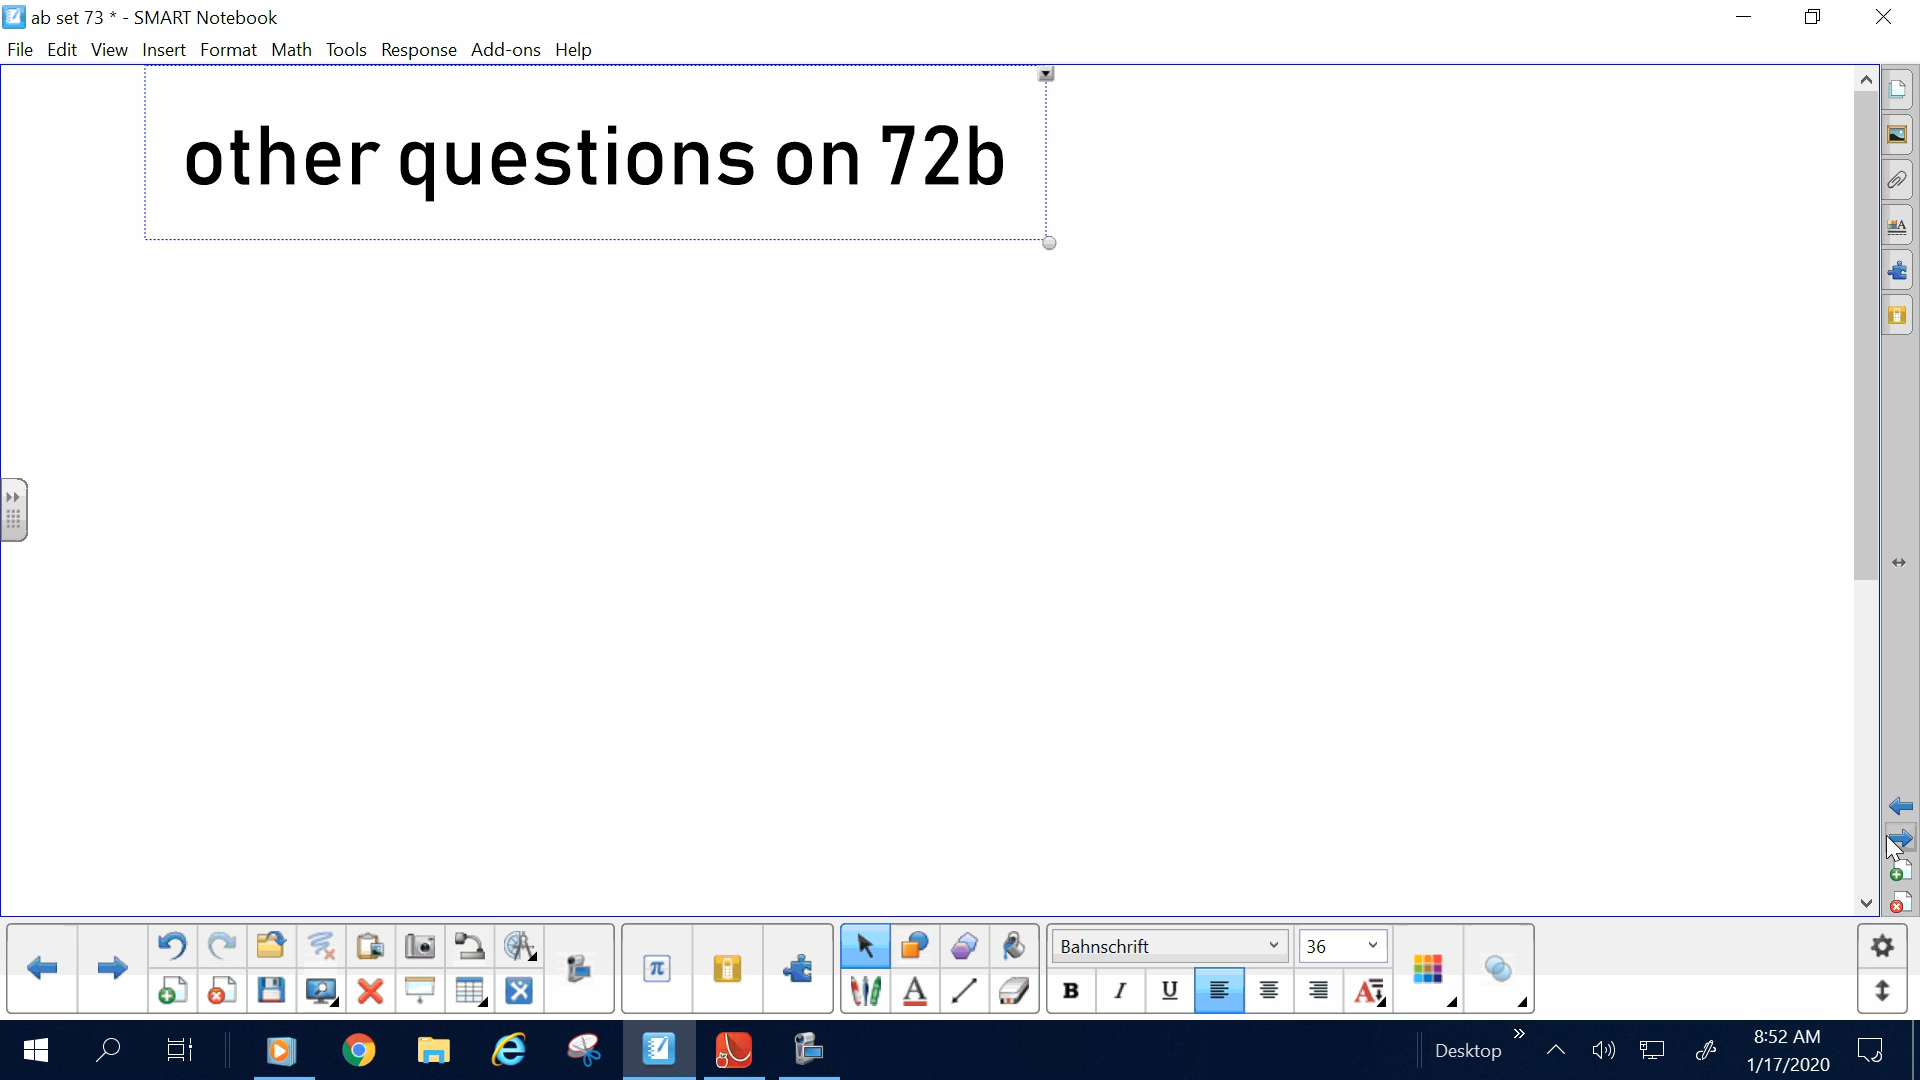 ab set 73 * - SMART Notebook
File Edit View Insert Format Math Tools Response Add-ons Help
other questions on 72b
Bahnschrift 36
B I U
Desktop
8:52 AM
1/17/2020